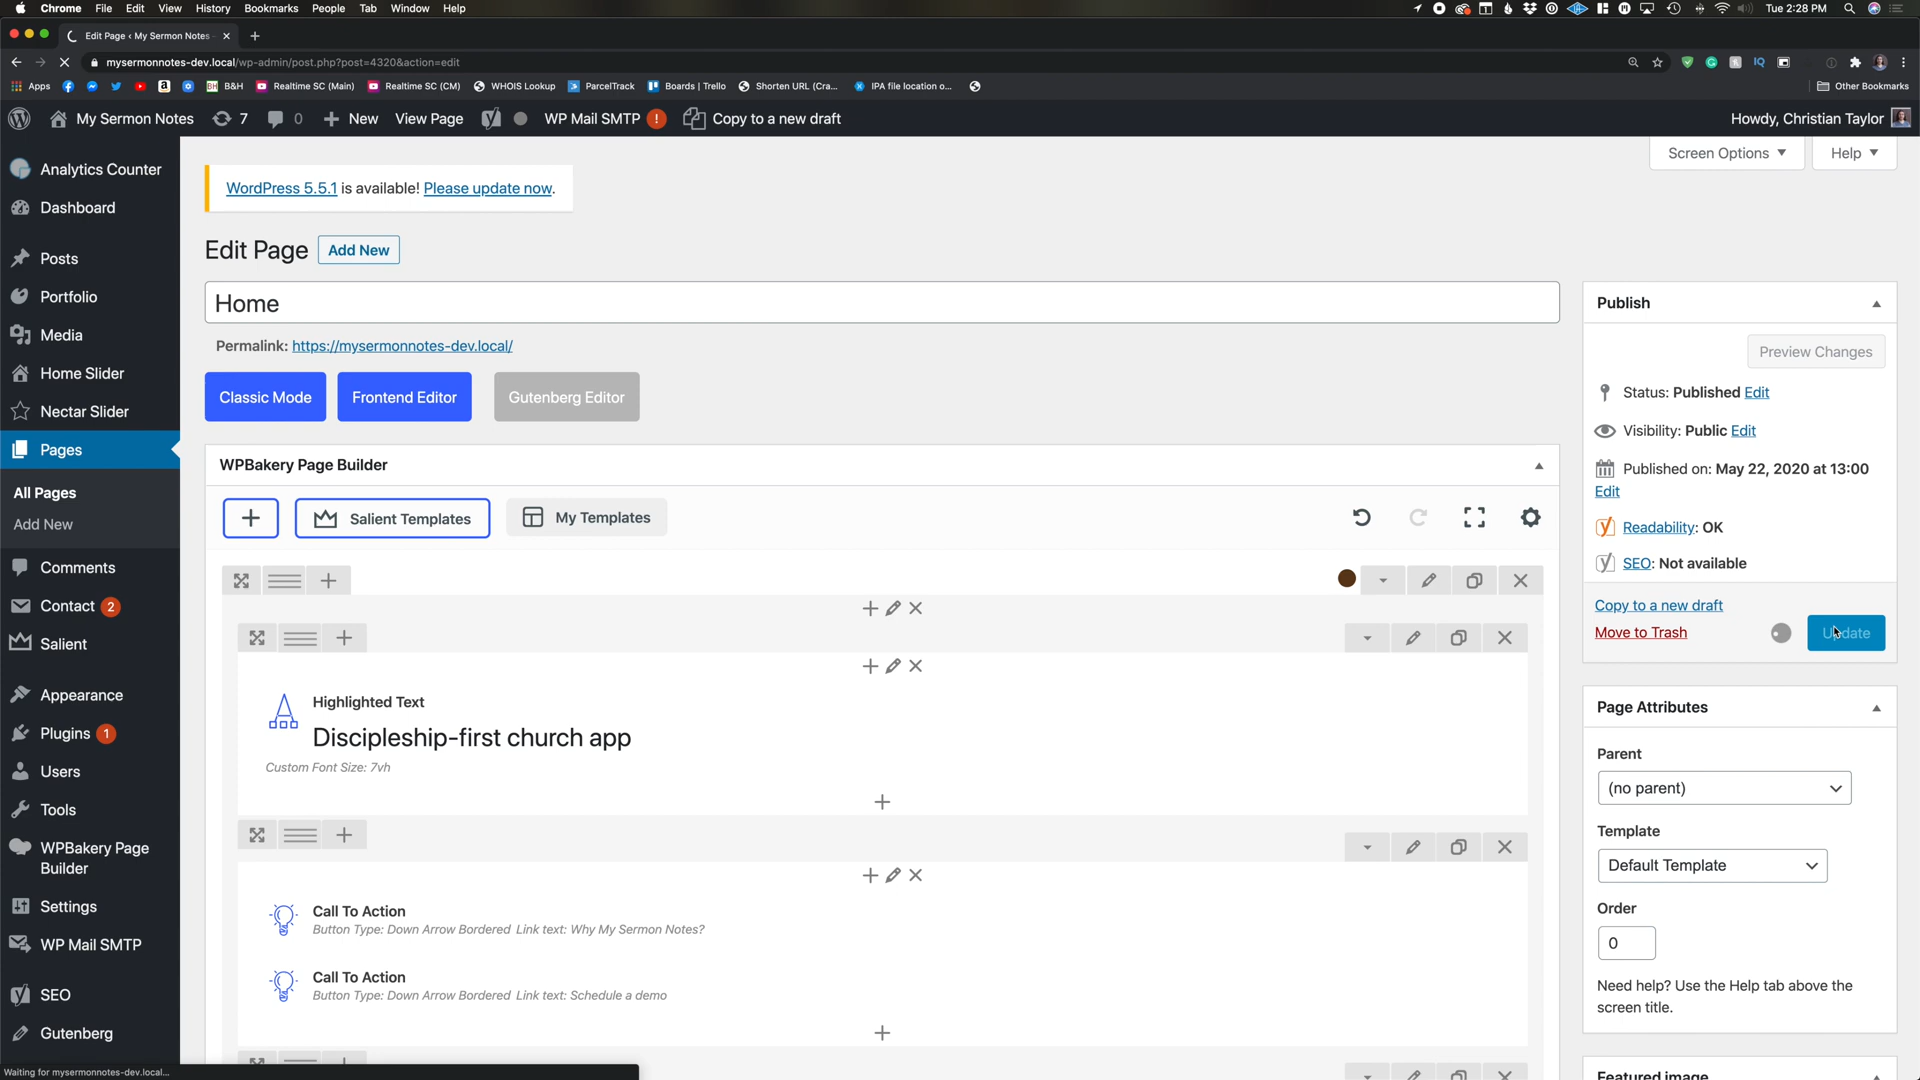 Chrome File Edit View History Bookmarks People Tab Window Help
Tue 2:28 PM
Edit Page ‹ My Sermon Notes
mysermonnotes-dev.local/wp-admin/post.php?post=4320&action=edit
Apps B&H Realtime SC (Main) Realtime SC (CM) WHOIS Lookup ParcelTrack Boards | Trello Shorten URL (Cra... IPA file location o... Other Bookmarks
My Sermon Notes 7 0 New View Page WP Mail SMTP ! Copy to a new draft Howdy, Christian Taylor
Screen Options Help
Analytics Counter
Dashboard
Posts
Portfolio
Media
Home Slider
Nectar Slider
Pages
All Pages
Add New
Comments
Contact 2
Salient
Appearance
Plugins 1
Users
Tools
WPBakery Page
Builder
Settings
WP Mail SMTP
SEO
Gutenberg
WordPress 5.5.1 is available! Please update now.
Edit Page Add New
Home
Permalink: https://mysermonnotes-dev.local/
Classic Mode Frontend Editor Gutenberg Editor
WPBakery Page Builder
Salient Templates My Templates
Highlighted Text
Discipleship-first church app
Custom Font Size: 7vh
Call To Action
Button Type: Down Arrow Bordered Link text: Why My Sermon Notes?
Call To Action
Button Type: Down Arrow Bordered Link text: Schedule a demo
Publish
Preview Changes
Status: Published Edit
Visibility: Public Edit
Published on: May 22, 2020 at 13:00
Edit
Readability: OK
SEO: Not available
Copy to a new draft
Move to Trash Update
Page Attributes
Parent
(no parent)
Template
Default Template
Order
0
Need help? Use the Help tab above the
screen title.
Featured image
Waiting for mysermonnotes-dev.local...